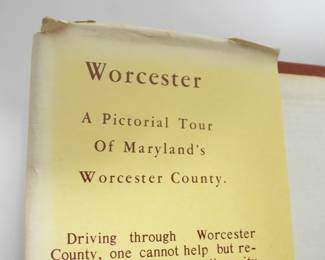 Worcester
A Pictorial Tour
Of Maryland's
Worcester County.
Driving through Worcester
County, one cannot help but re-